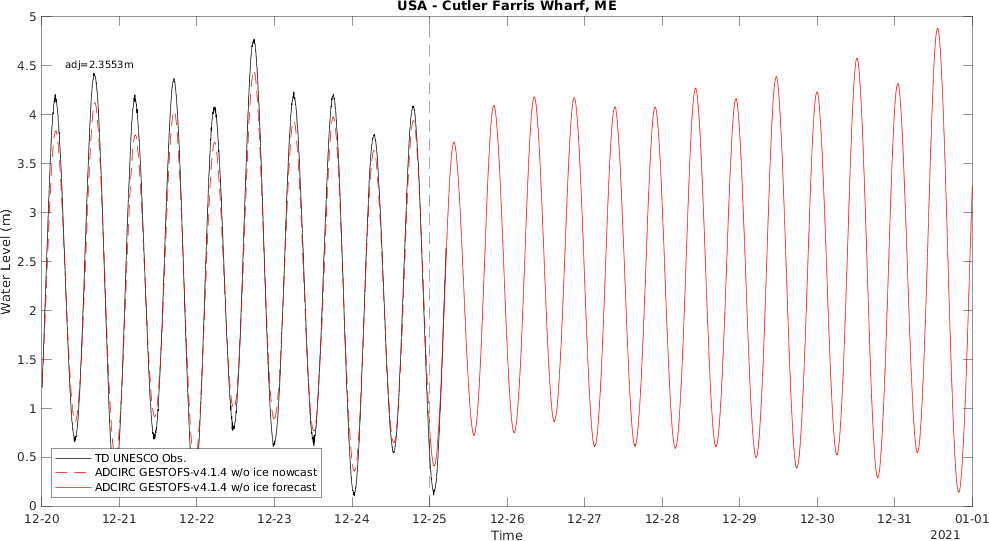 USA - Cutler Farris Wharf, ME
5
4.5
4
3.5
3
2.5
2
1.5
1
0.5
0
Water Level (m)
adj=2.3553m
TD UNESCO Obs.
ADCIRC GESTOFS-v4.1.4 w/o ice nowcast
ADCIRC GESTOFS-v4.1.4 w/o ice forecast
12-20 12-21 12-22 12-23 12-24 12-25 12-26 12-27 12-28 12-29 12-30 12-31 01-01
Time
2021